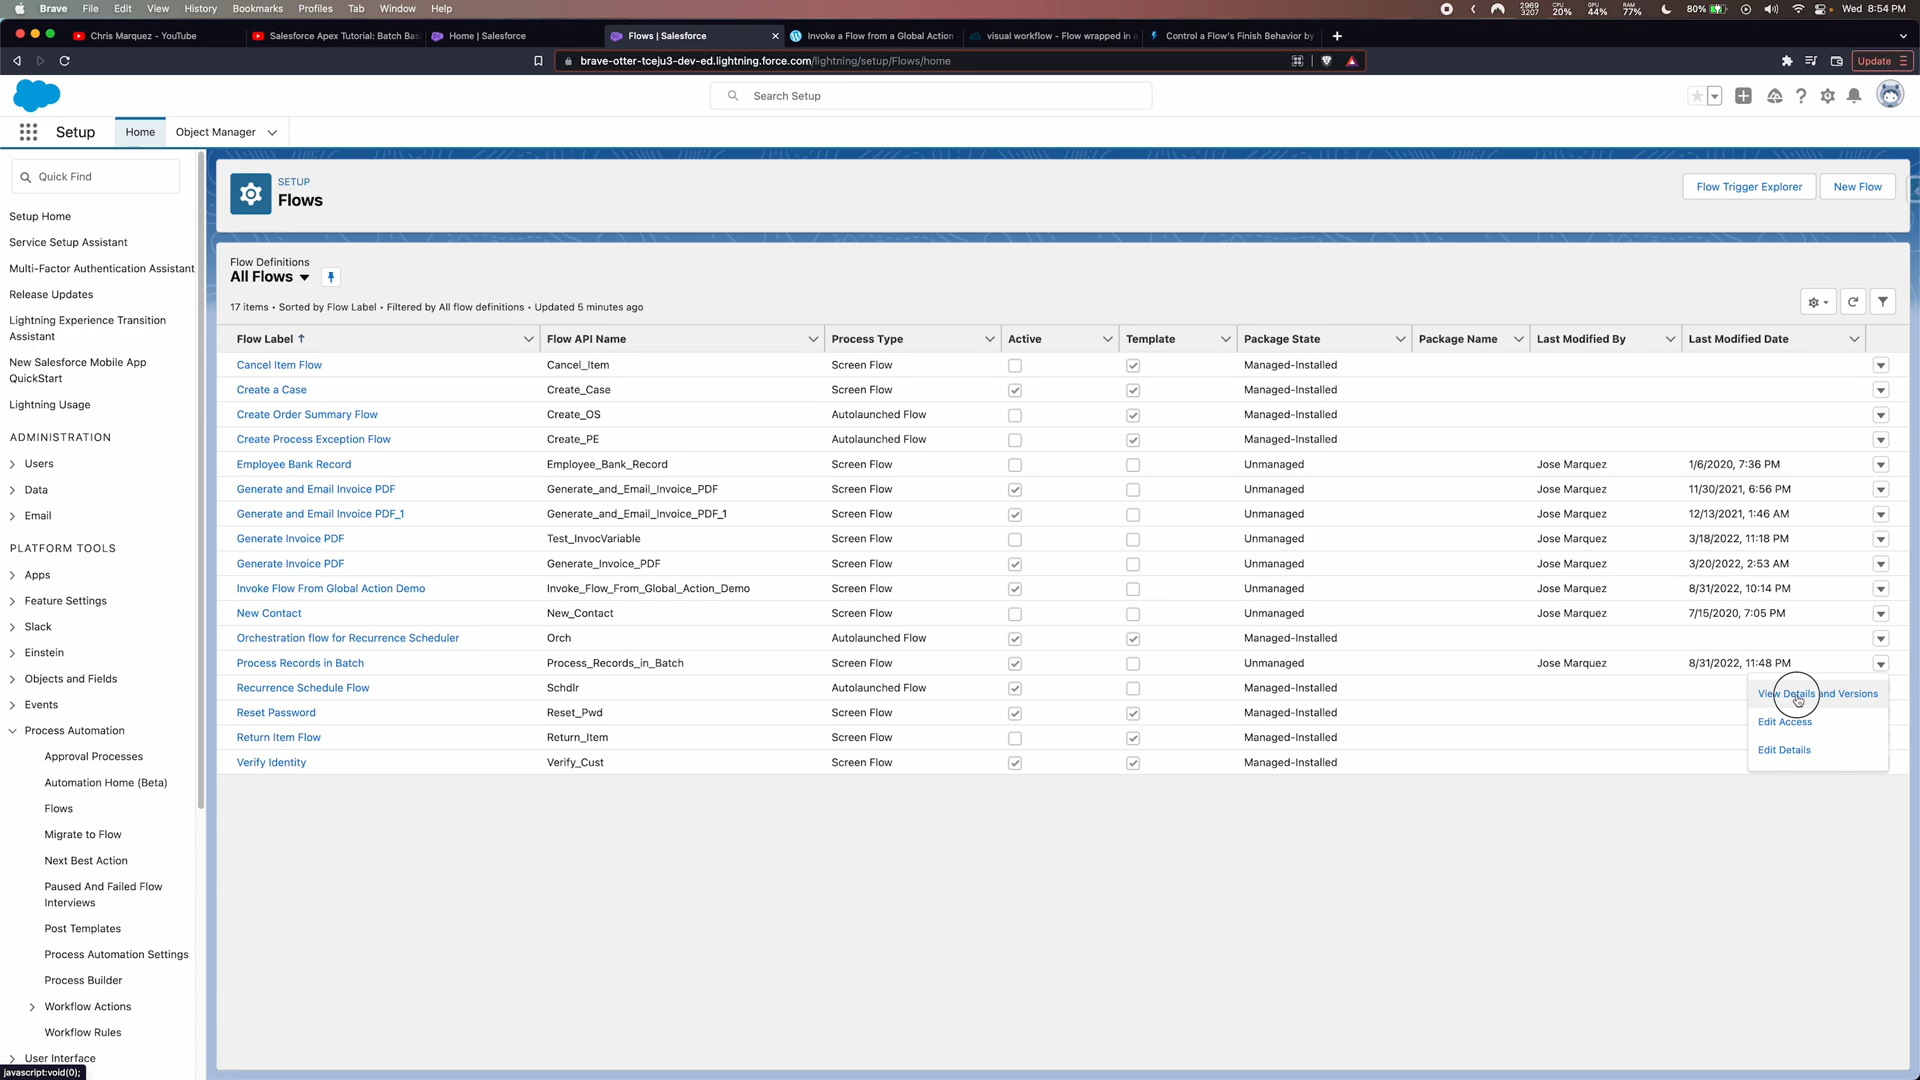 Brave File Edit View History Bookmarks Profiles Tab Window Help
2969 3207 CPU 20% GPU 44% RAM 77% 80% Wed 8:54 PM
Chris Marquez - YouTube
Salesforce Apex Tutorial: Batch Bas
Home | Salesforce
Flows | Salesforce
Invoke a Flow from a Global Action
visual workflow - Flow wrapped in a
Control a Flow's Finish Behavior by
brave-otter-tceju3-dev-ed.lightning.force.com/lightning/setup/Flows/home
Update
Search Setup
Setup Home Object Manager
Quick Find
Setup Home
Service Setup Assistant
Multi-Factor Authentication Assistant
Release Updates
Lightning Experience Transition
Assistant
New Salesforce Mobile App
QuickStart
Lightning Usage
ADMINISTRATION
Users
Data
Email
PLATFORM TOOLS
Apps
Feature Settings
Slack
Einstein
Objects and Fields
Events
Process Automation
Approval Processes
Automation Home (Beta)
Flows
Migrate to Flow
Next Best Action
Paused And Failed Flow
Interviews
Post Templates
Process Automation Settings
Process Builder
Workflow Actions
Workflow Rules
User Interface
javascript:void(0);
SETUP
Flows
Flow Trigger Explorer New Flow
Flow Definitions
All Flows
17 items • Sorted by Flow Label • Filtered by All flow definitions • Updated 5 minutes ago
Flow Label ↑ Flow API Name Process Type Active Template Package State Package Name Last Modified By Last Modified Date
Cancel Item Flow Cancel_Item Screen Flow Managed-Installed
Create a Case Create_Case Screen Flow Managed-Installed
Create Order Summary Flow Create_OS Autolaunched Flow Managed-Installed
Create Process Exception Flow Create_PE Autolaunched Flow Managed-Installed
Employee Bank Record Employee_Bank_Record Screen Flow Unmanaged Jose Marquez 1/6/2020, 7:36 PM
Generate and Email Invoice PDF Generate_and_Email_Invoice_PDF Screen Flow Unmanaged Jose Marquez 11/30/2021, 6:56 PM
Generate and Email Invoice PDF_1 Generate_and_Email_Invoice_PDF_1 Screen Flow Unmanaged Jose Marquez 12/13/2021, 1:46 AM
Generate Invoice PDF Test_InvocVariable Screen Flow Unmanaged Jose Marquez 3/18/2022, 11:18 PM
Generate Invoice PDF Generate_Invoice_PDF Screen Flow Unmanaged Jose Marquez 3/20/2022, 2:53 AM
Invoke Flow From Global Action Demo Invoke_Flow_From_Global_Action_Demo Screen Flow Unmanaged Jose Marquez 8/31/2022, 10:14 PM
New Contact New_Contact Screen Flow Unmanaged Jose Marquez 7/15/2020, 7:05 PM
Orchestration flow for Recurrence Scheduler Orch Autolaunched Flow Managed-Installed
Process Records in Batch Process_Records_in_Batch Screen Flow Unmanaged Jose Marquez 8/31/2022, 11:48 PM
Recurrence Schedule Flow Schdlr Autolaunched Flow Managed-Installed
Reset Password Reset_Pwd Screen Flow Managed-Installed
Return Item Flow Return_Item Screen Flow Managed-Installed
Verify Identity Verify_Cust Screen Flow Managed-Installed
View Details and Versions
Edit Access
Edit Details